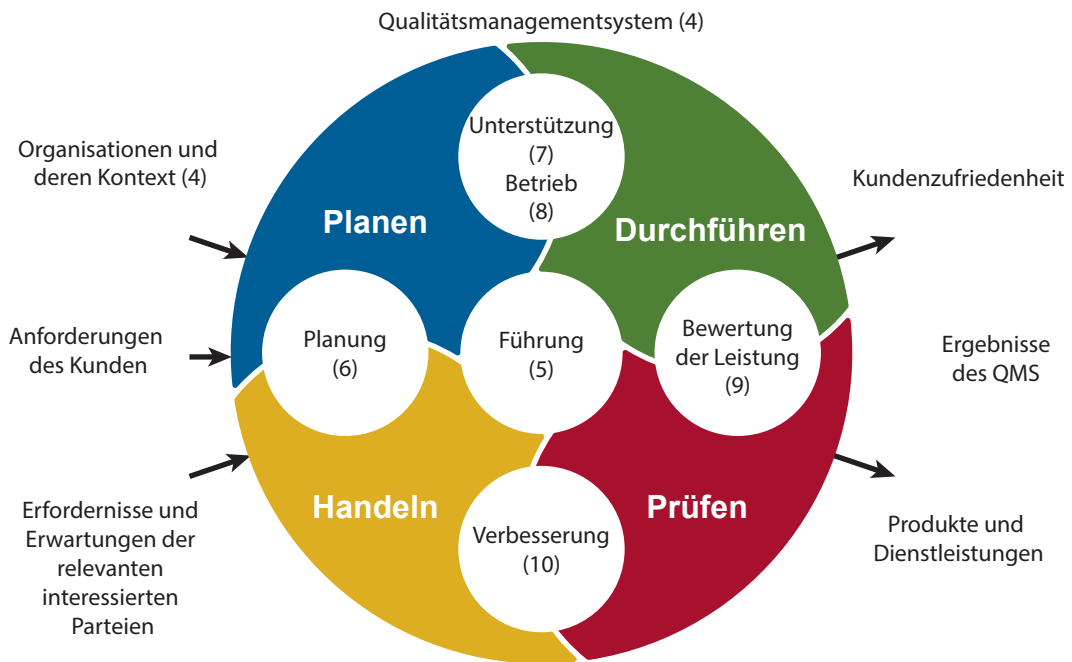 Qualitätsmanagementsystem (4)
Organisationen und
deren Kontext (4)
Anforderungen
des Kunden
Erfordernisse und
Erwartungen der
relevanten
interessierten
Parteien
Planen
Unterstützung
(7)
Betrieb
(8)
Durchführen
Planung
(6)
Führung
(5)
Bewertung
der Leistung
(9)
Handeln
Verbesserung
(10)
Prüfen
Kundenzufriedenheit
Ergebnisse
des QMS
Produkte und
Dienstleistungen